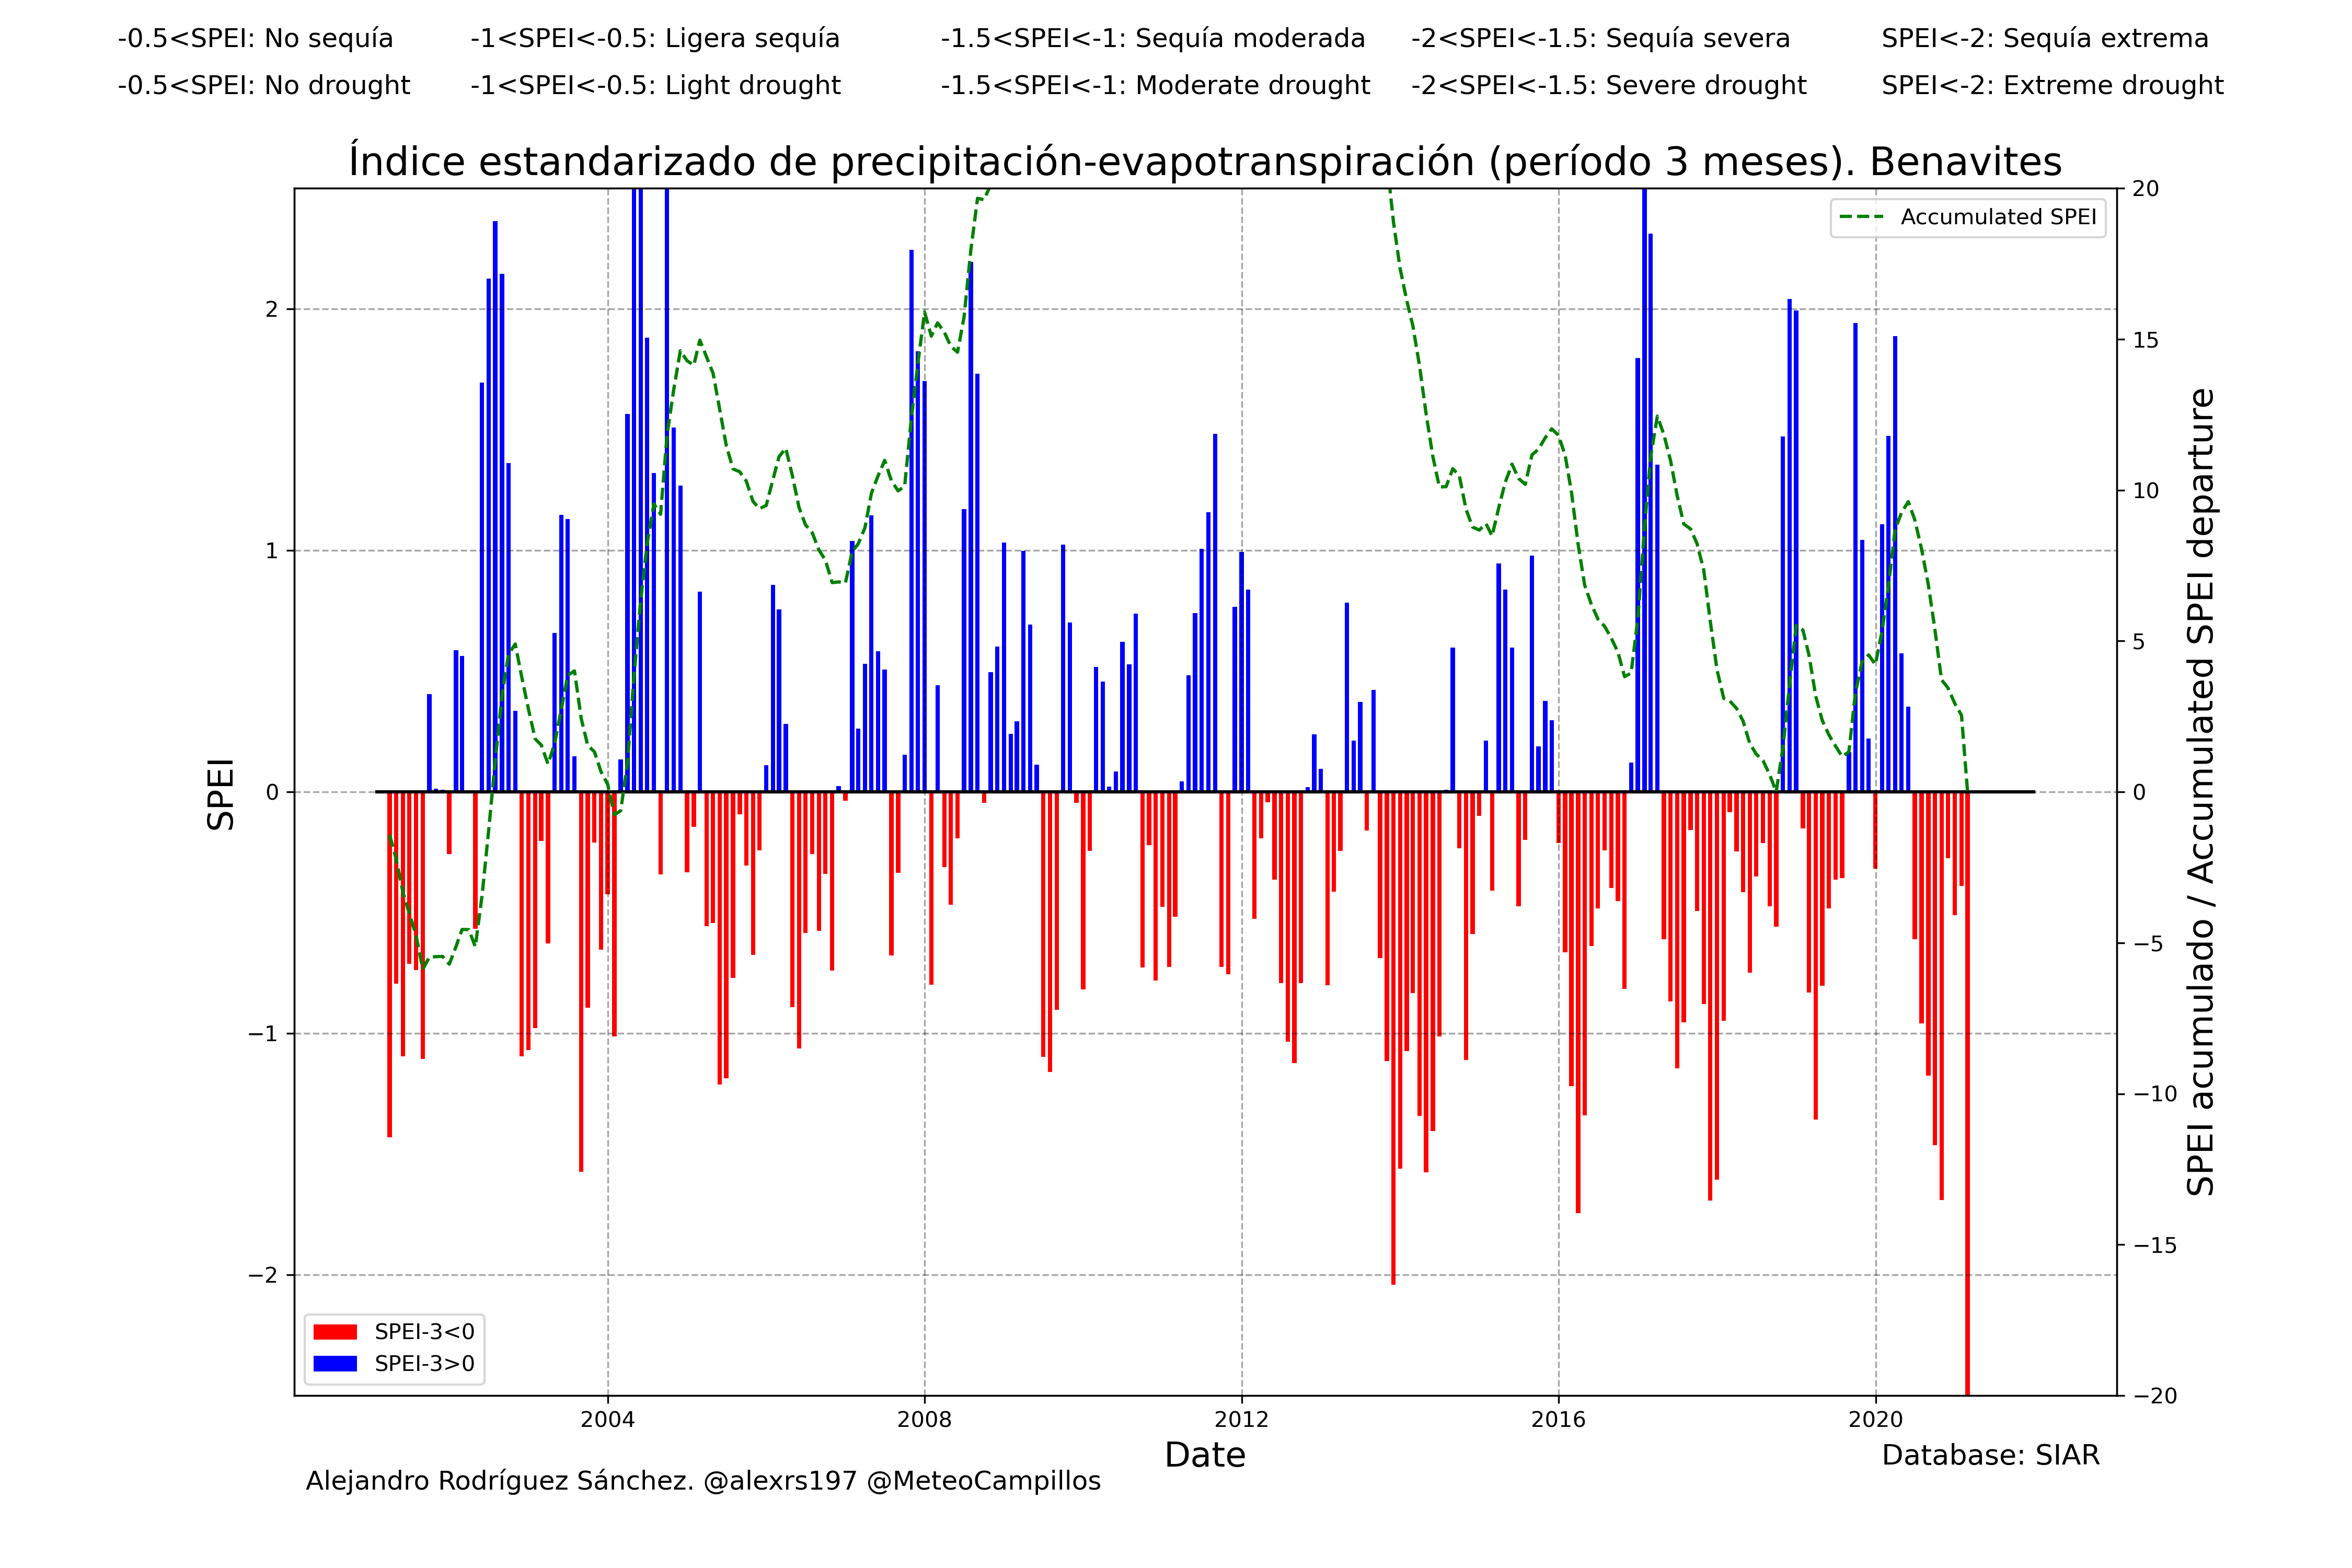 -0.5<SPEI: No sequía -1<SPEI<-0.5: Ligera sequía -1.5<SPEI<-1: Sequía moderada -2<SPEI<-1.5: Sequía severa SPEI<-2: Sequía extrema
-0.5<SPEI: No drought -1<SPEI<-0.5: Light drought -1.5<SPEI<-1: Moderate drought -2<SPEI<-1.5: Severe drought SPEI<-2: Extreme drought
Índice estandarizado de precipitación-evapotranspiración (período 3 meses). Benavites
SPEI
2
1
0
−1
−2
Accumulated SPEI
20
15
10
5
0
−5
−10
−15
−20
SPEI acumulado / Accumulated SPEI departure
SPEI-3<0
SPEI-3>0
2004 2008 2012 2016 2020
Date
Database: SIAR
Alejandro Rodríguez Sánchez. @alexrs197 @MeteoCampillos